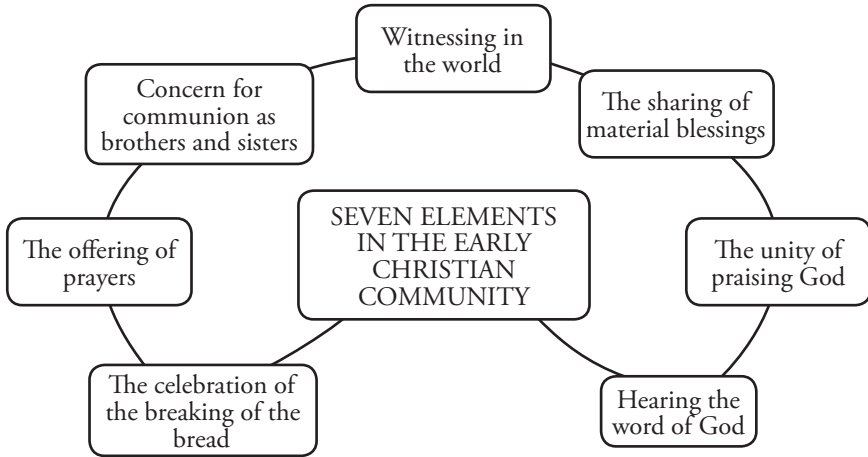 Witnessing in
the world
Concern for
communion as
brothers and sisters
The sharing of
material blessings
The offering of
prayers
SEVEN ELEMENTS
IN THE EARLY
CHRISTIAN
COMMUNITY
The unity of
praising God
The celebration of
the breaking of the
bread
Hearing the
word of God